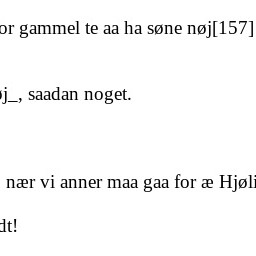 or gammel te aa ha søne nøj[157]
øj_, saadan noget.
nær vi anner maa gaa for æ Hjøli
dt!